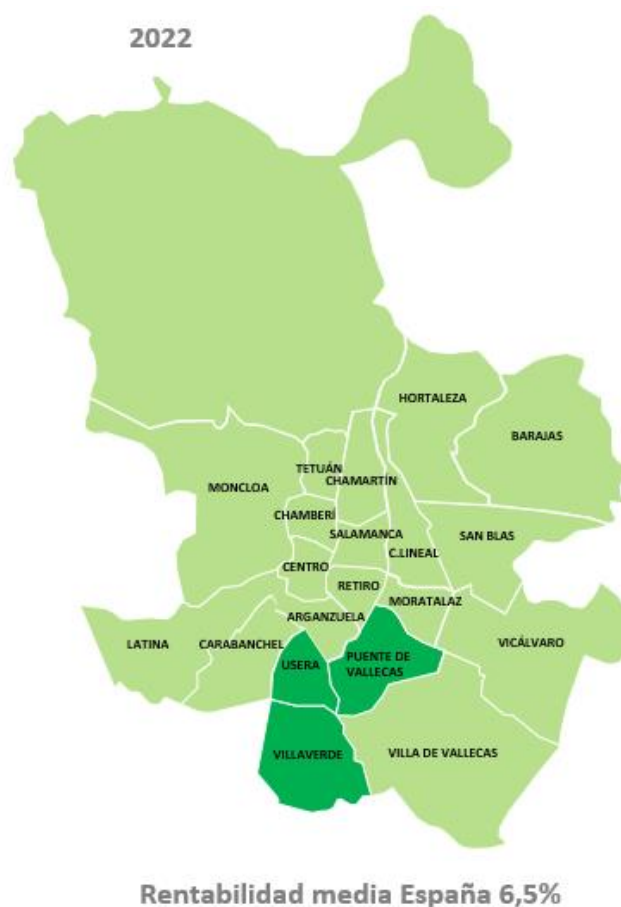 2022
HORTALEZA
BARAJAS
TETUÁN
CHAMARTÍN
MONCLOA
CHAMBERÍ
SALAMANCA
SAN BLAS
C.LINEAL
CENTRO
RETIRO
MORATALAZ
ARGANZUELA
LATINA
CARABANCHEL
VICÁLVARO
USERA
PUENTE DE
VALLECAS
VILLAVERDE
VILLA DE VALLECAS
Rentabilidad media España 6,5%